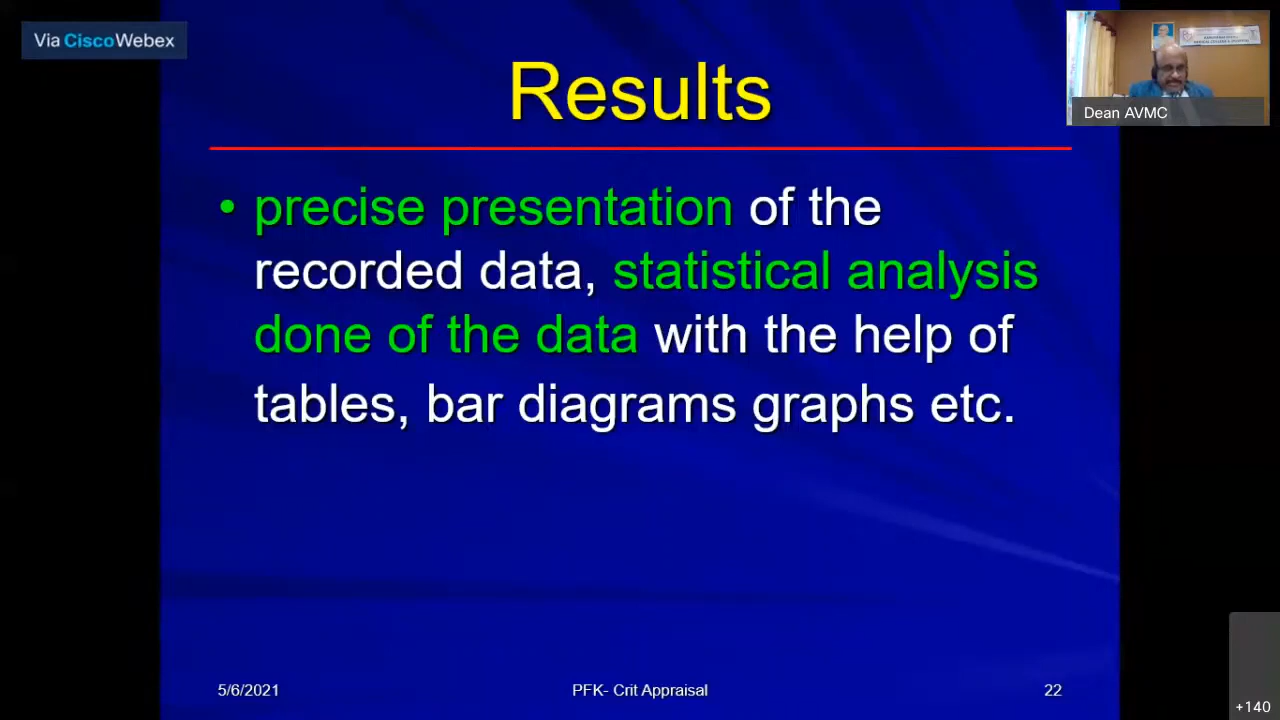 Via CiscoWebex
Results
Dean AVMC
• precise presentation of the
recorded data, statistical analysis
done of the data with the help of
tables, bar diagrams graphs etc.
5/6/2021
PFK- Crit Appraisal
22
+140